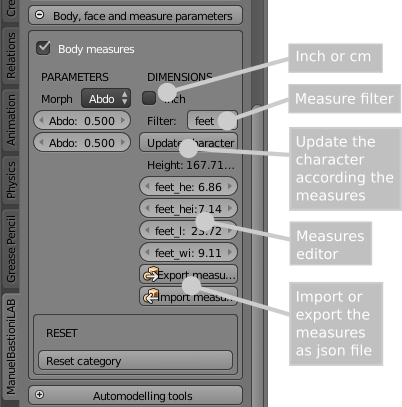 Cre
Relations
Animation
Physics
Grease Pencil
ManuelBastioniLAB
Body, face and measure parameters
Body measures
PARAMETERS
Morph Abdo
Abdo: 0.500
Abdo: 0.500
DIMENSIONS
Inch
Filter: feet
Update character
Height: 167.71...
feet_he: 6.86
feet_hei: 7.14
feet_l: 23.72
feet_wi: 9.11
Export measu...
Import measu...
RESET
Reset category
Automodelling tools
Inch or cm
Measure filter
Update the
character
according the
measures
Measures
editor
Import or
export the
measures
as json file